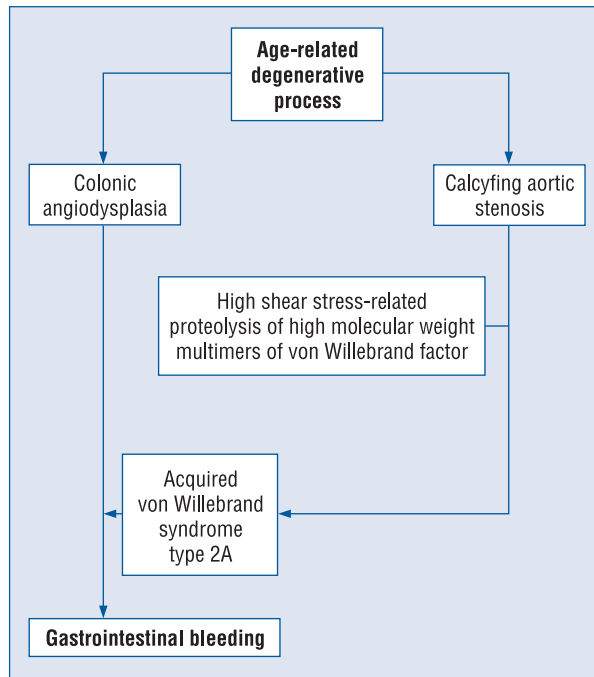 Age-related
degenerative
process
Colonic
angiodysplasia
Calcyfing aortic
stenosis
High shear stress-related
proteolysis of high molecular weight
multimers of von Willebrand factor
Acquired
von Willebrand
syndrome
type 2A
Gastrointestinal bleeding